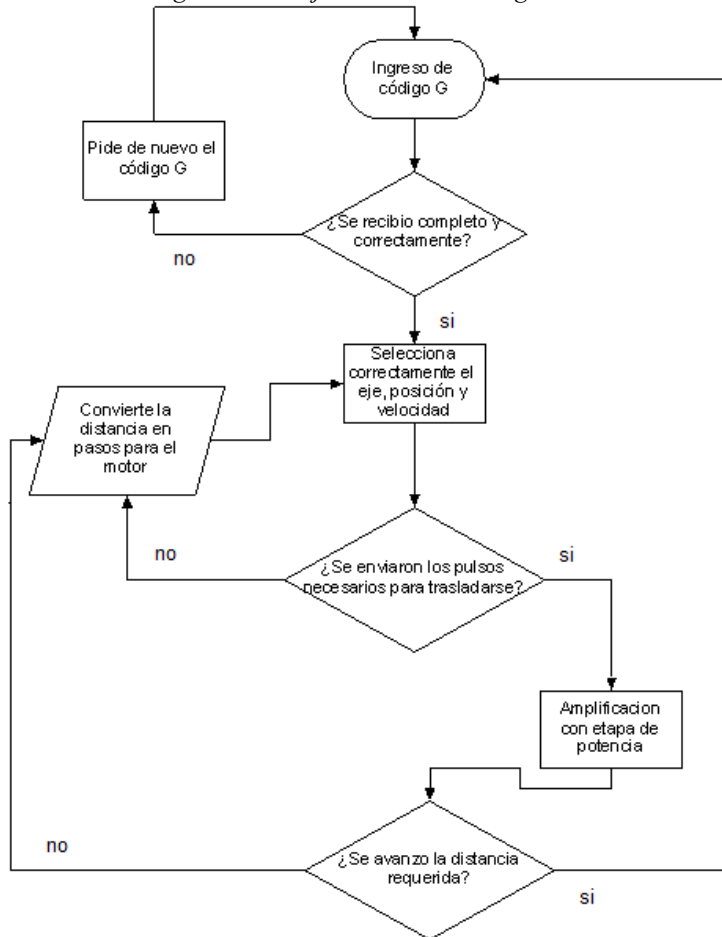 Ingreso de
código G
Pide de nuevo el
código G
¿Se recibio completo y
correctamente?
no
si
Selecciona
correctamente el
eje, posición y
velocidad
Convierte la
distancia en
pasos para el
motor
no
¿Se enviaron los pulsos
necesarios para trasladarse?
si
Amplificacion
con etapa de
potencia
no
¿Se avanzo la distancia
requerida?
si